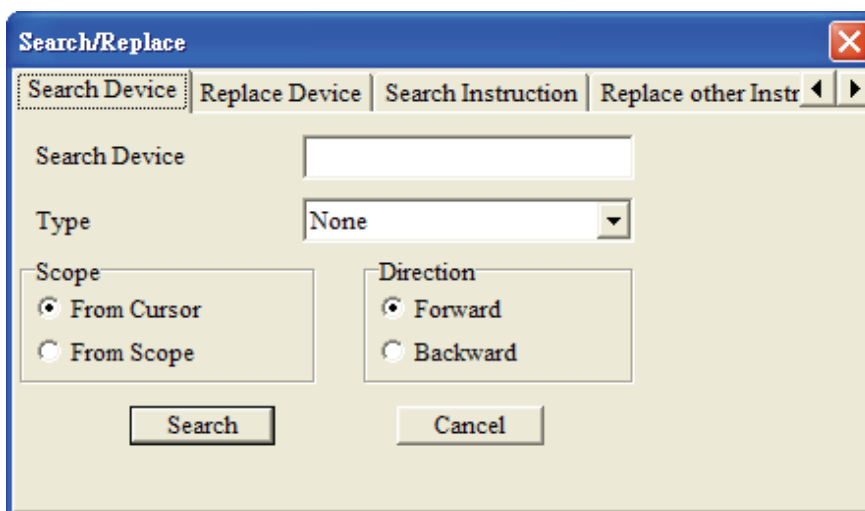 Search/Replace
Search Device Replace Device Search Instruction Replace other Instr
Search Device
Type None
Scope Direction
From Cursor Forward
From Scope Backward
Search Cancel